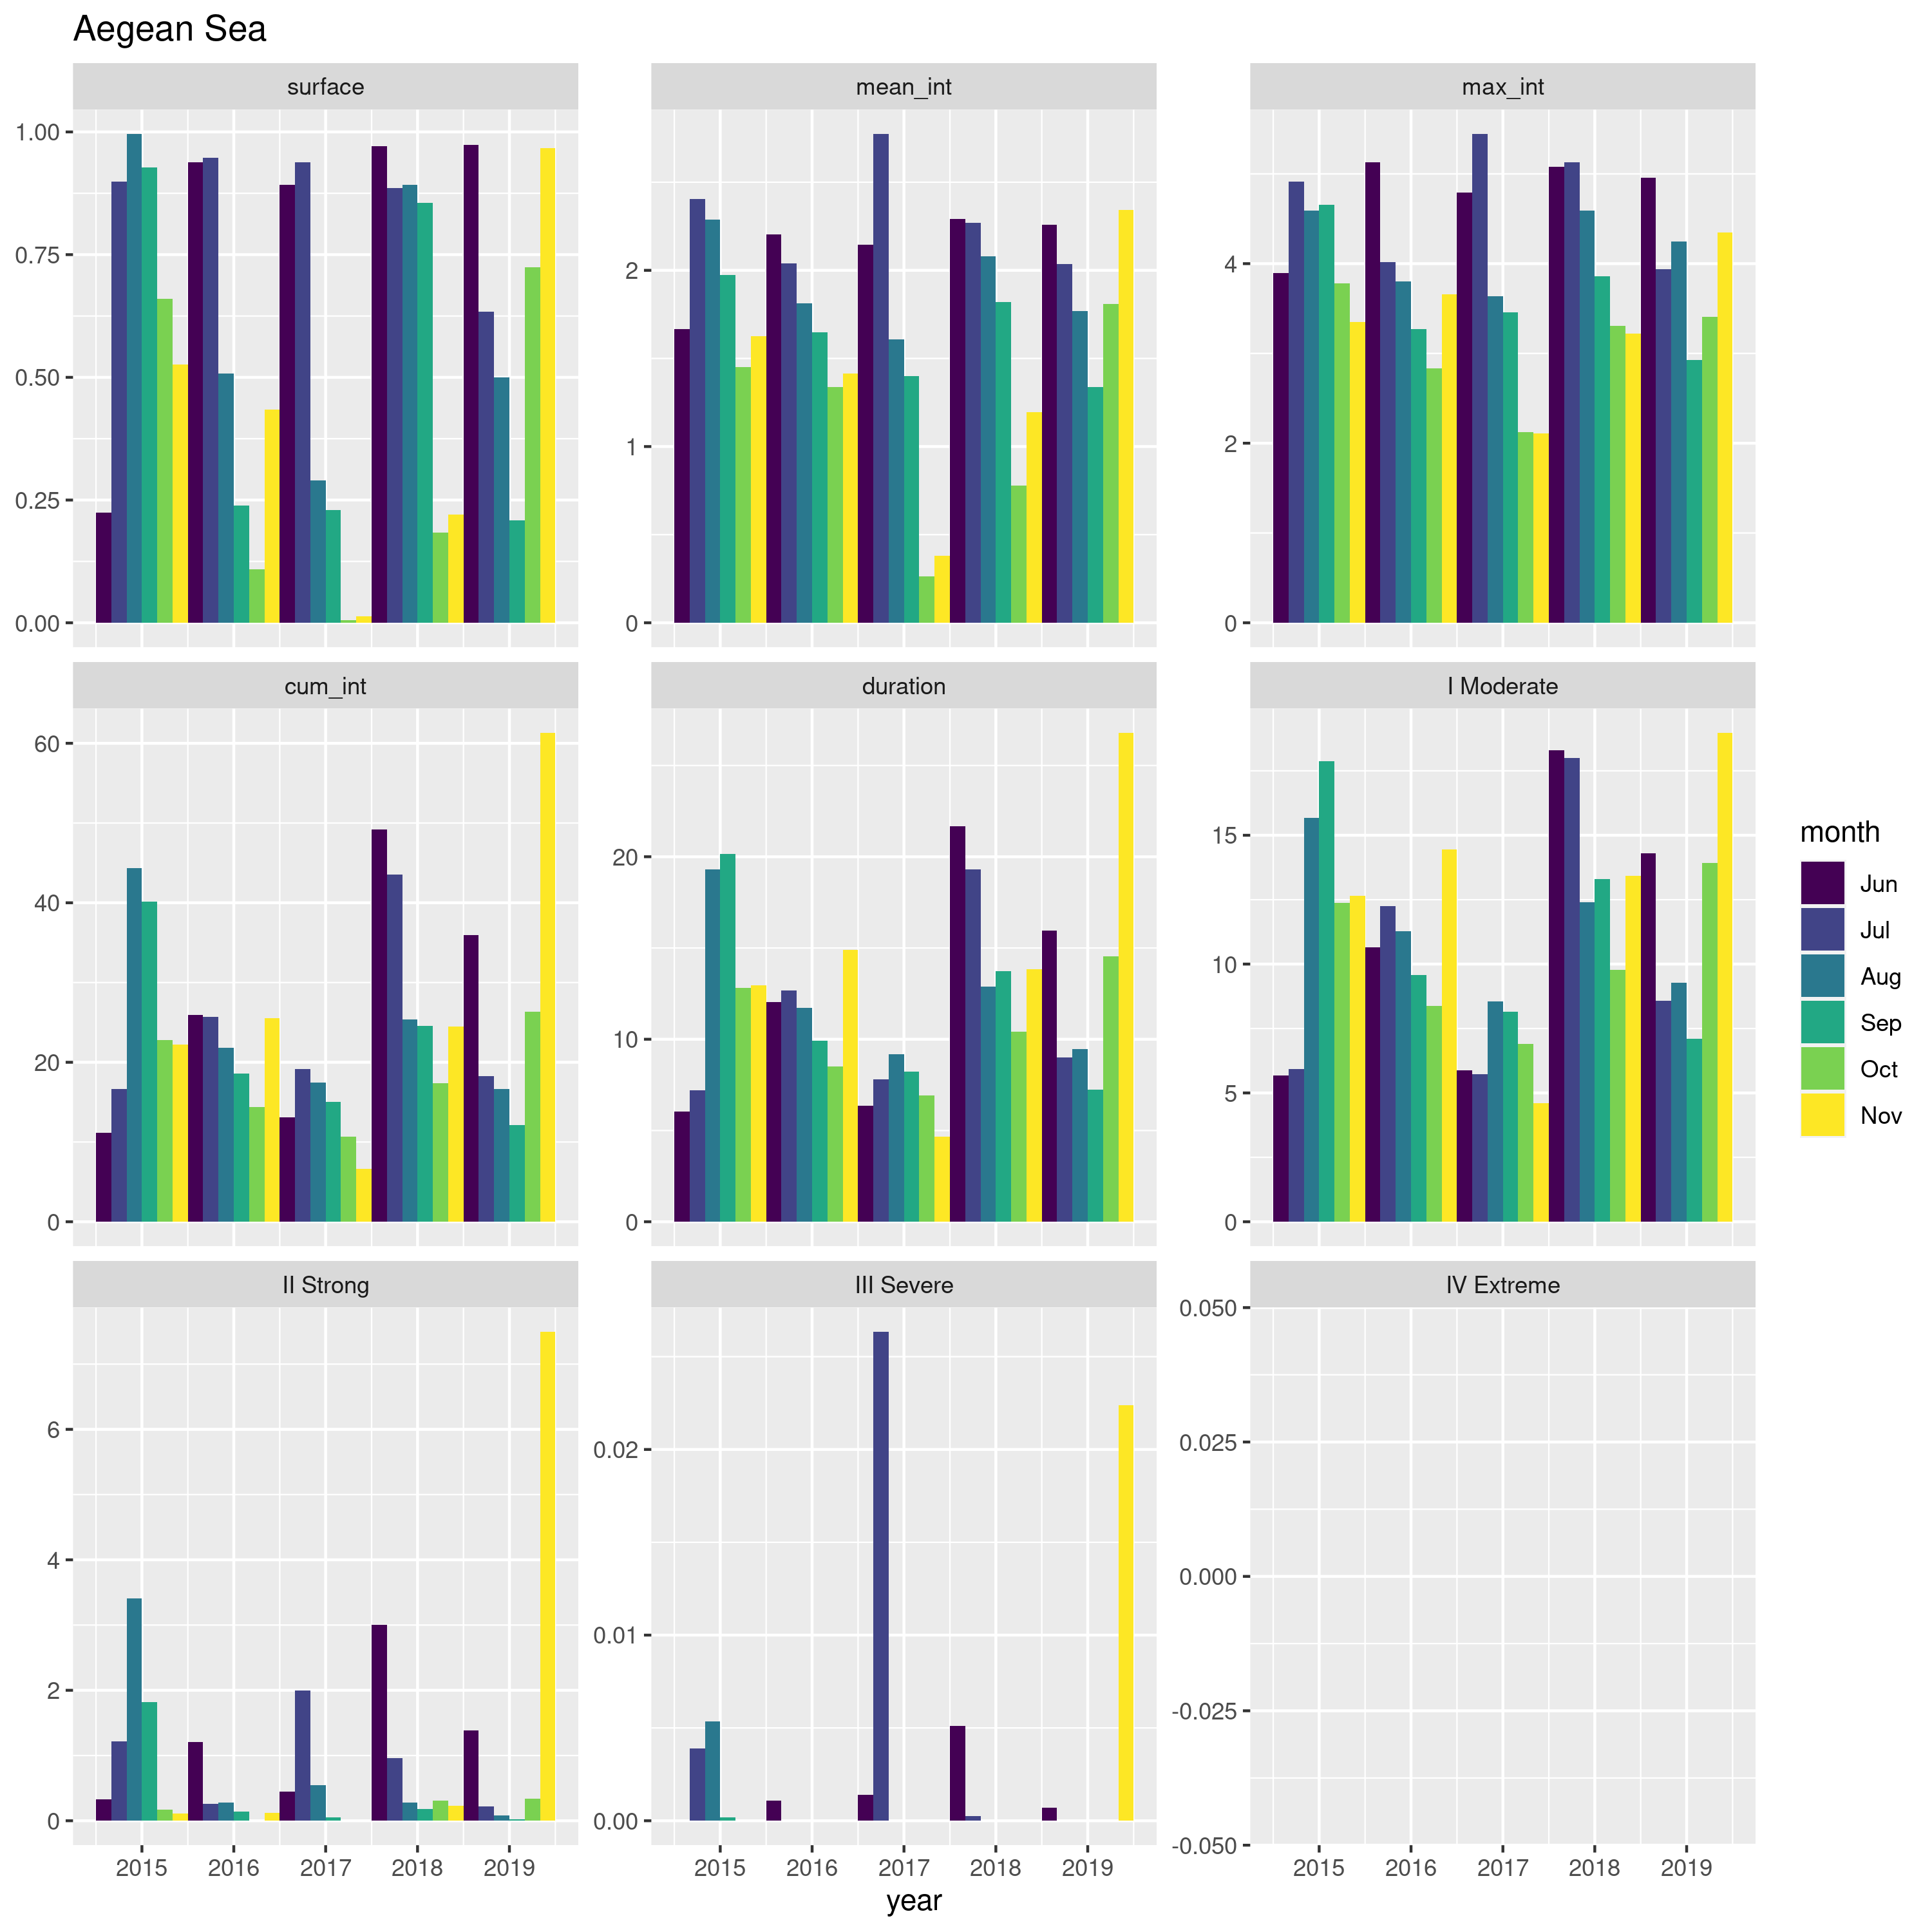 Aegean Sea
surface mean_int max_int
1.00
0.75
0.50
0.25
0.00
2
1
0
4
2
0
cum_int duration I Moderate
60
40
20
0
20
10
0
15
10
5
0
month
Jun
Jul
Aug
Sep
Oct
Nov
II Strong III Severe IV Extreme
6
4
2
0
0.02
0.01
0.00
0.050
0.025
0.000
-0.025
-0.050
2015 2016 2017 2018 2019 2015 2016 2017 2018 2019 2015 2016 2017 2018 2019
year